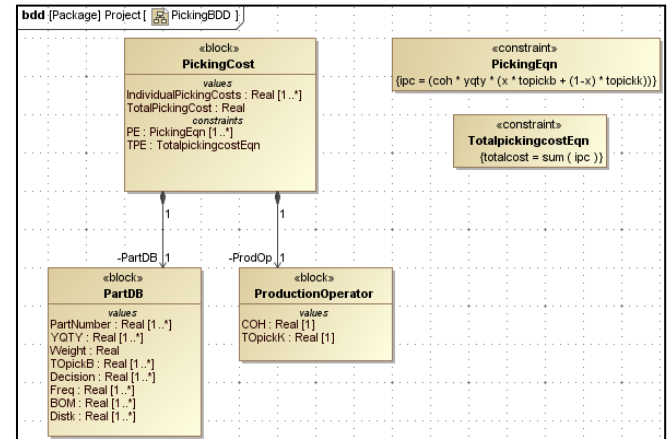 bdd [Package] Project [ PickingBDD ]
«block»
PickingCost
values
IndividualPickingCosts : Real [1..*]
TotalPickingCost : Real
constraints
PE : PickingEqn [1..*]
TPE : TotalpickingcostEqn
«constraint»
PickingEqn
{ipc = (coh * yqty * (x * topickb + (1-x) * topickk))}
«constraint»
TotalpickingcostEqn
{totalcost = sum ( ipc )}
1
1
-PartDB 1
-ProdOp 1
«block»
PartDB
values
PartNumber : Real [1..*]
YQTY : Real [1..*]
Weight : Real
TOpickB : Real [1..*]
Decision : Real [1..*]
Freq : Real [1..*]
BOM : Real [1..*]
Distk : Real [1..*]
«block»
ProductionOperator
values
COH : Real [1]
TOpickK : Real [1]